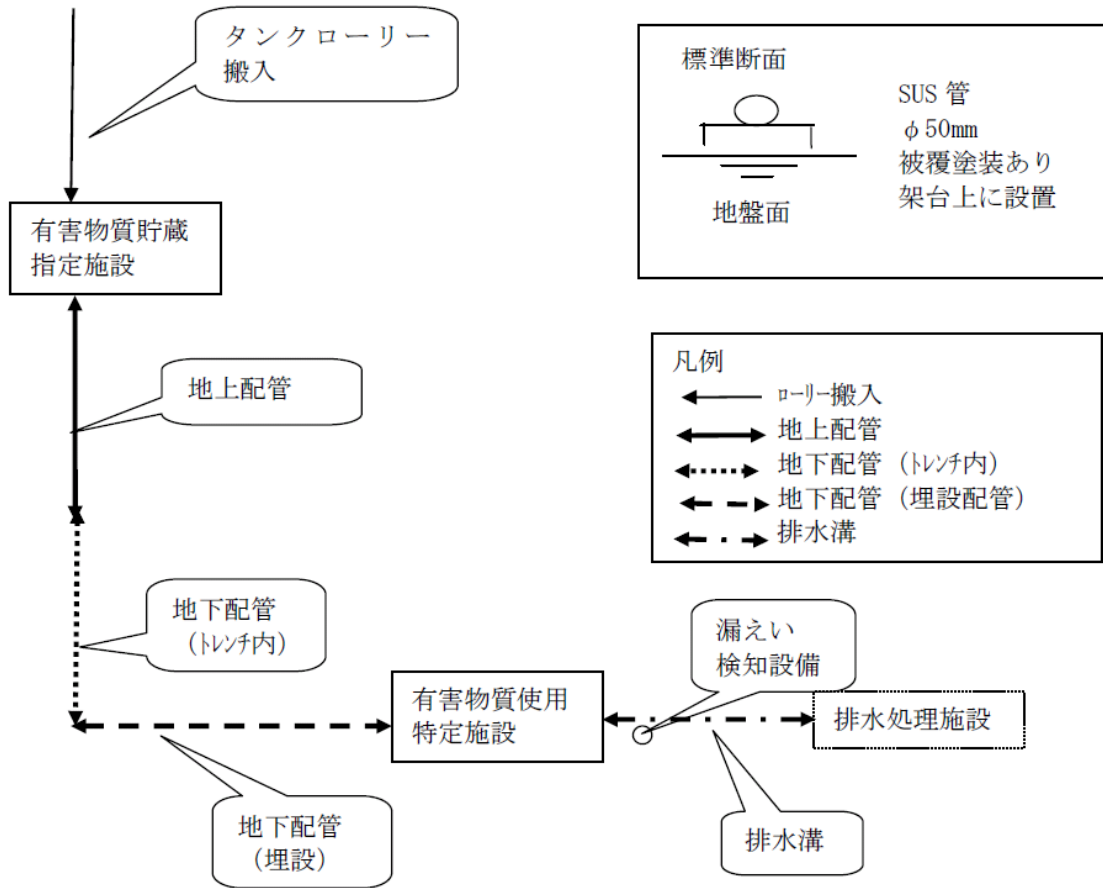 タンクローリー
搬入
標準断面
SUS 管
φ50mm
被覆塗装あり
架台上に設置
地盤面
有害物質貯蔵
指定施設
地上配管
凡例
ﾛｰﾘｰ搬入
地上配管
地下配管（ﾄﾚﾝﾁ内）
地下配管（埋設配管）
排水溝
地下配管
（ﾄﾚﾝﾁ内）
漏えい
検知設備
有害物質使用
特定施設
排水処理施設
地下配管
（埋設）
排水溝